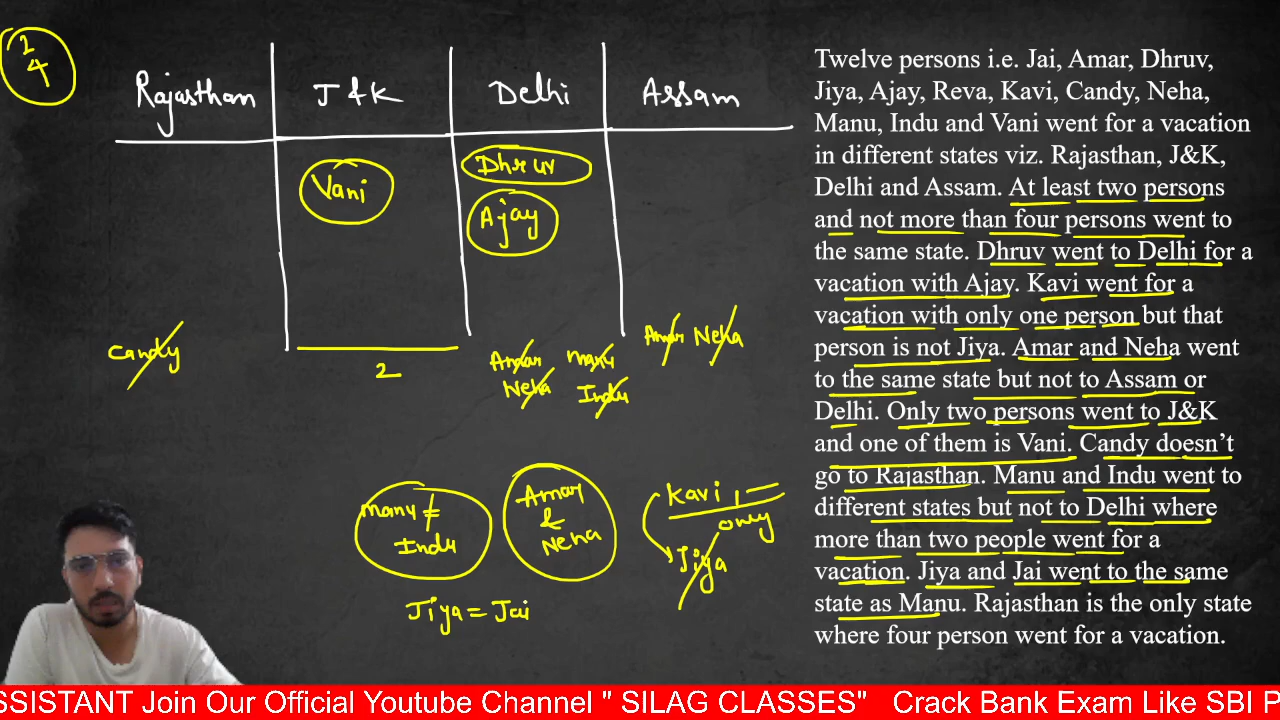 2
4
Rajasthan J&K Delhi Assam
Vani
Dhruv
Ajay
Candy
2
Amar Manu
Neha Indu
Amar Neha
Manu ≠
Indu
Amar
&
Neha
Kavi,
only
Jiya
Jiya = Jai
Twelve persons i.e. Jai, Amar, Dhruv,
Jiya, Ajay, Reva, Kavi, Candy, Neha,
Manu, Indu and Vani went for a vacation
in different states viz. Rajasthan, J&K,
Delhi and Assam. At least two persons
and not more than four persons went to
the same state. Dhruv went to Delhi for a
vacation with Ajay. Kavi went for a
vacation with only one person but that
person is not Jiya. Amar and Neha went
to the same state but not to Assam or
Delhi. Only two persons went to J&K
and one of them is Vani. Candy doesn’t
go to Rajasthan. Manu and Indu went to
different states but not to Delhi where
more than two people went for a
vacation. Jiya and Jai went to the same
state as Manu. Rajasthan is the only state
where four person went for a vacation.
SSISTANT Join Our Official Youtube Channel " SILAG CLASSES" Crack Bank Exam Like SBI P